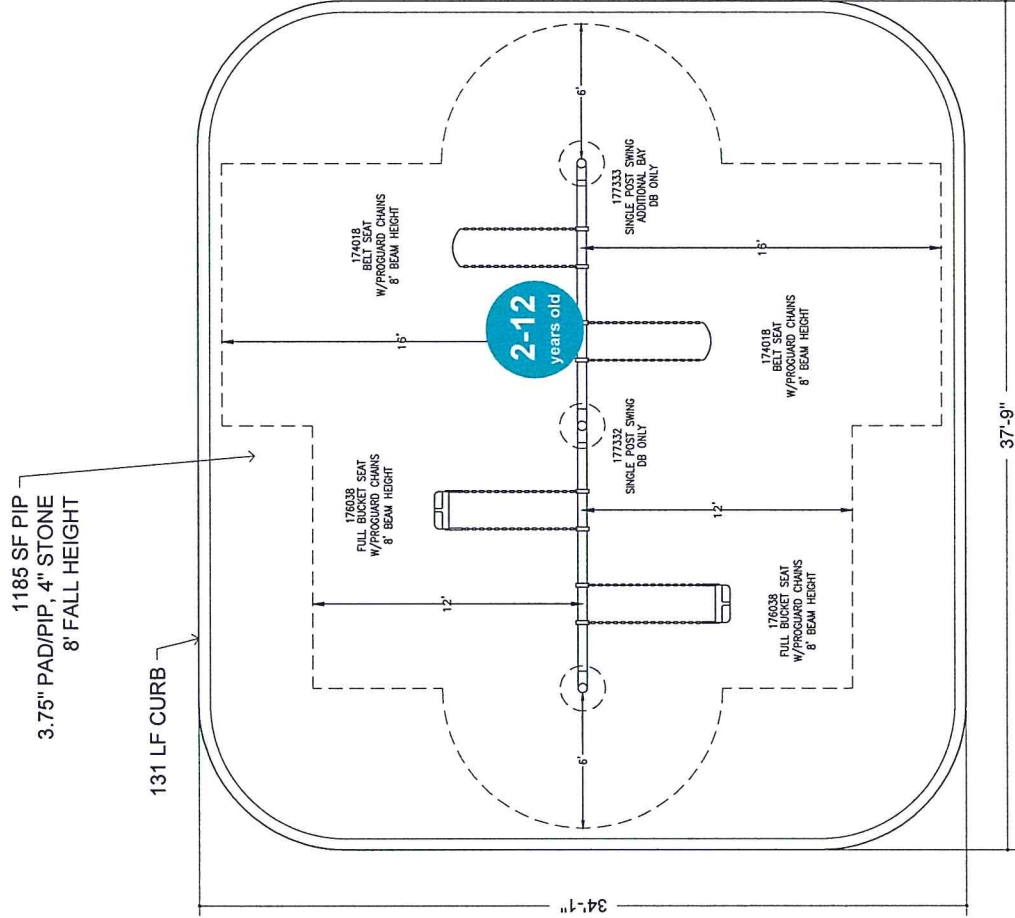 1185 SF PIP
3.75" PAD/PIP, 4" STONE
8' FALL HEIGHT
131 LF CURB
6'
174018
BELT SEAT
W/PROGUARD CHAINS
8' BEAM HEIGHT
177333
SINGLE POST SWING
ADDITIONAL BAY
DB ONLY
16'
16'
2-12
years old
174018
BELT SEAT
W/PROGUARD CHAINS
8' BEAM HEIGHT
177332
SINGLE POST SWING
DB ONLY
176038
FULL BUCKET SEAT
W/PROGUARD CHAINS
8' BEAM HEIGHT
12'
12'
176038
FULL BUCKET SEAT
W/PROGUARD CHAINS
8' BEAM HEIGHT
6'
37'-9"
34'-1"